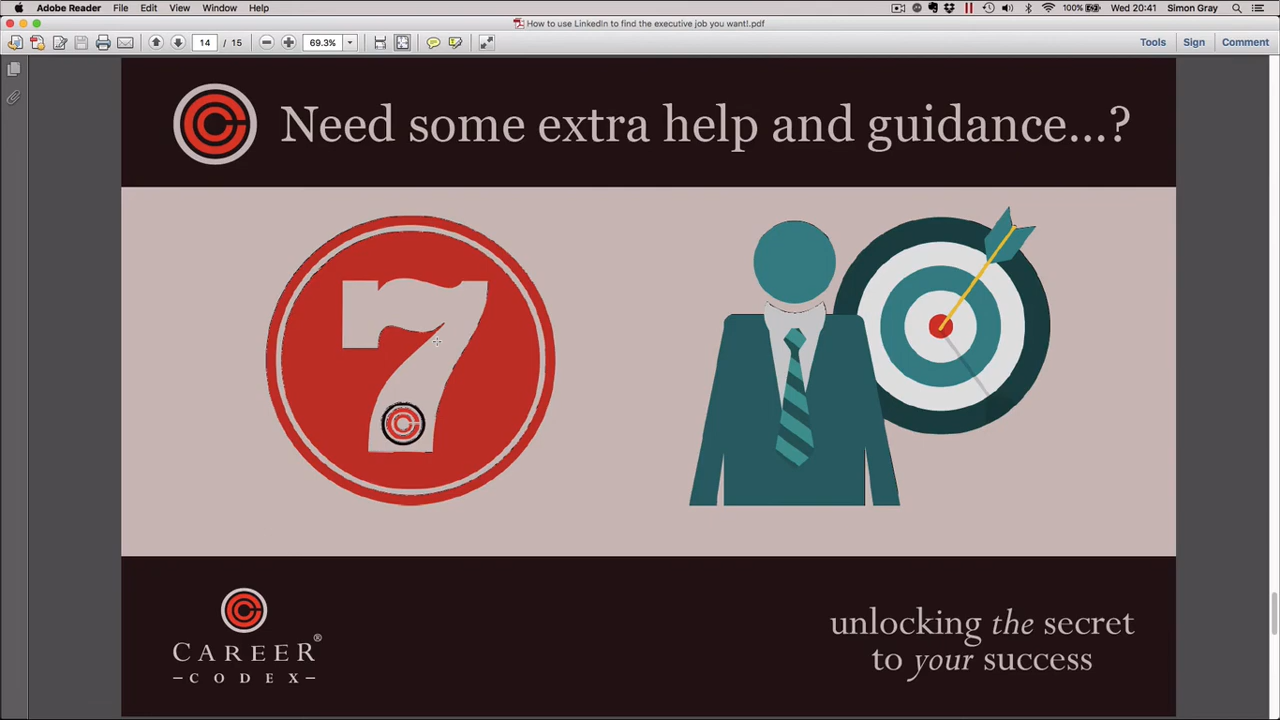 Adobe Reader File Edit View Window Help 100% Wed 20:41 Simon Gray
How to use LinkedIn to find the executive job you want!.pdf
14 / 15 69.3% Tools Sign Comment
Need some extra help and guidance...?
7
CAREER®
–CODEX–
unlocking the secret
to your success